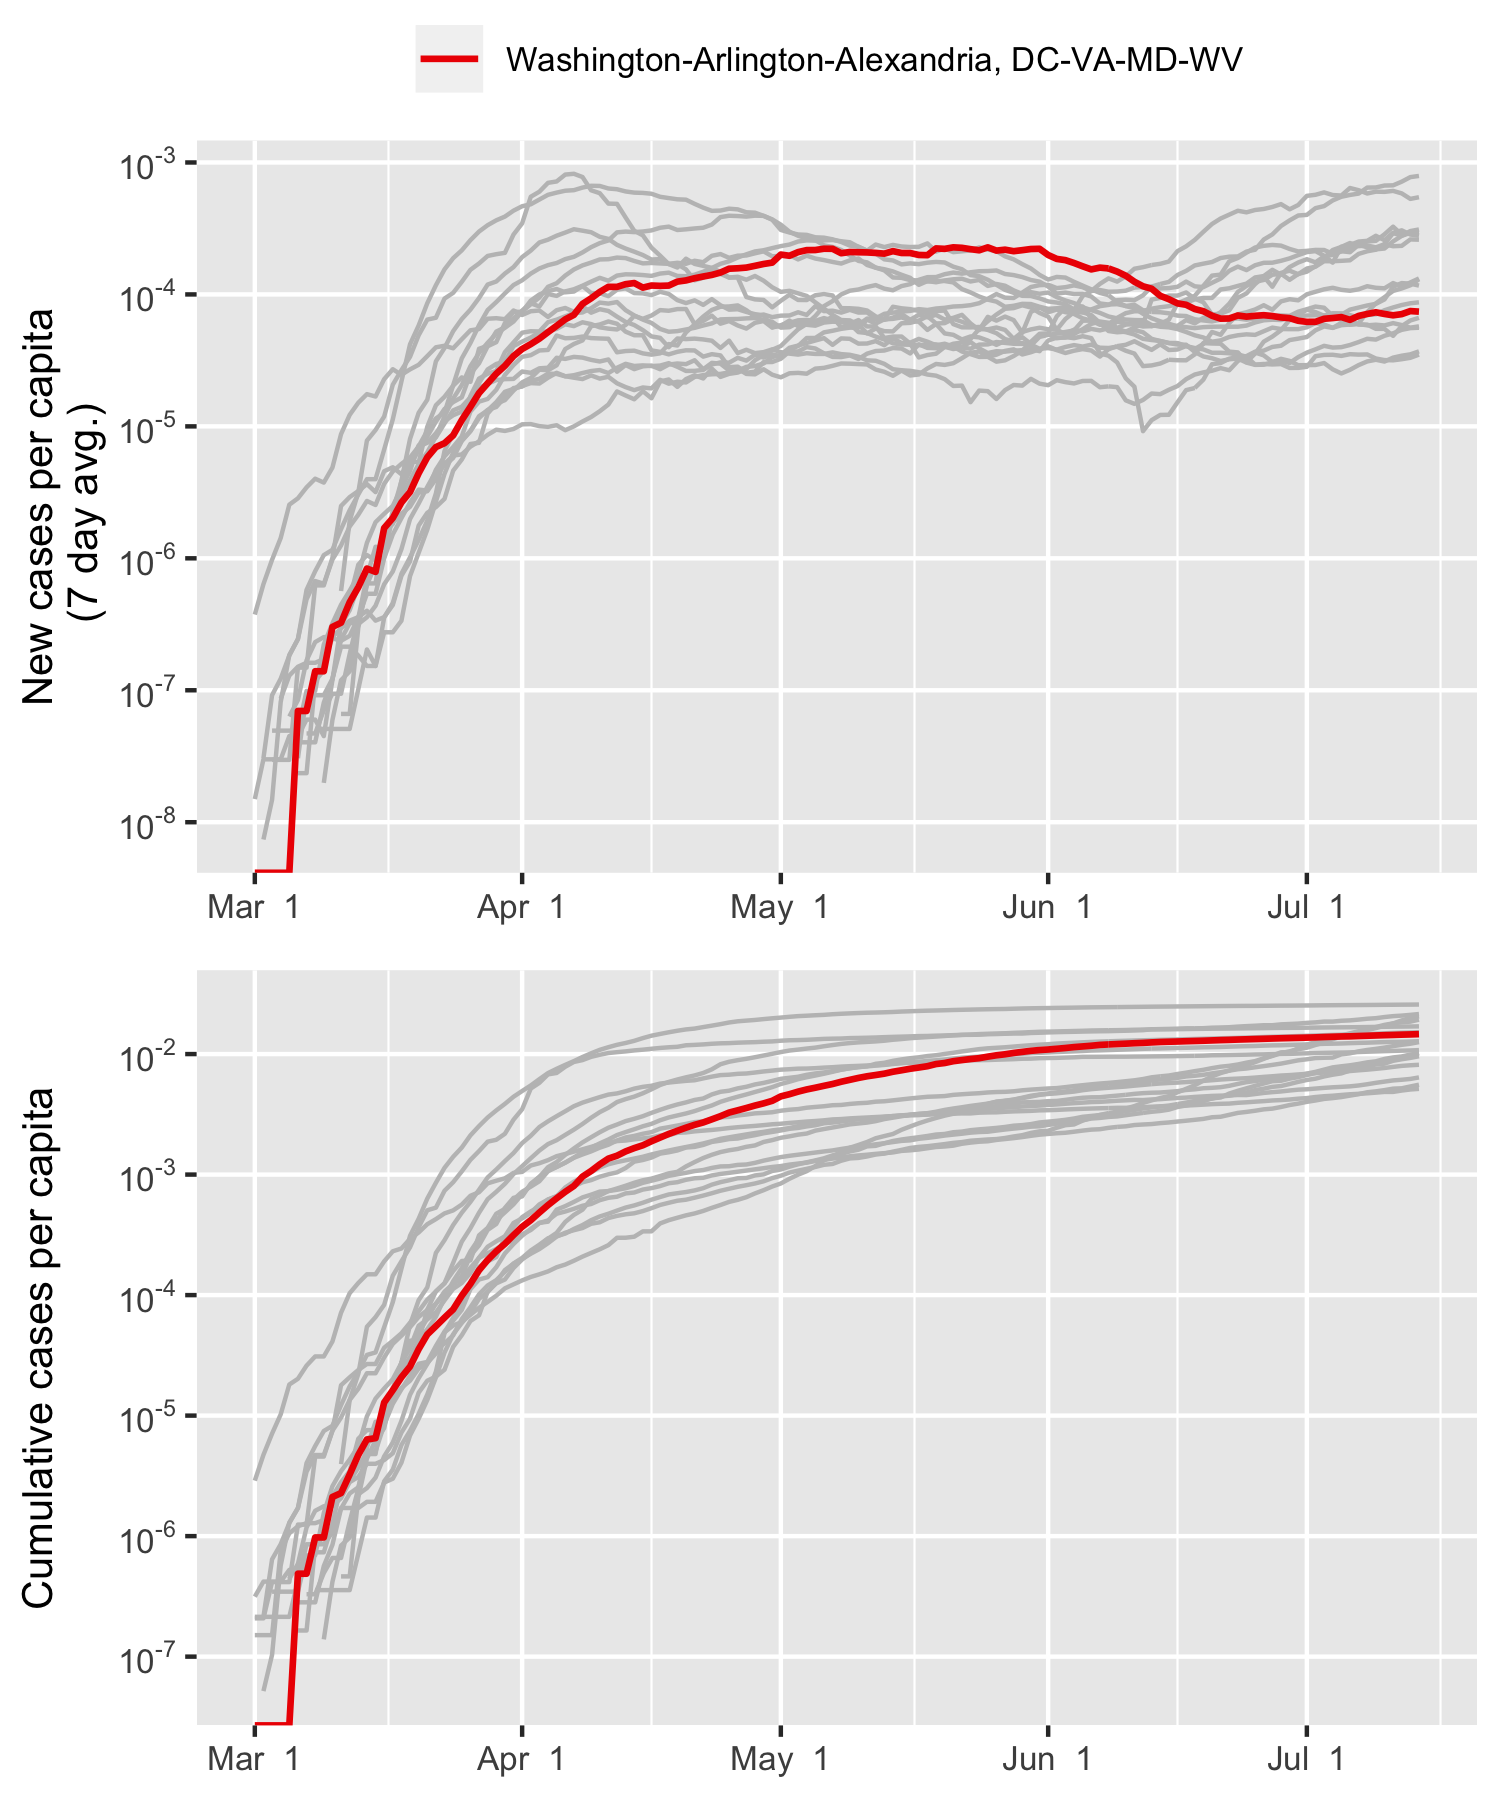 Washington-Arlington-Alexandria, DC-VA-MD-WV
New cases per capita
(7 day avg.)
10-3
10-4
10-5
10-6
10-7
10-8
Mar 1
Apr 1
May 1
Jun 1
Jul 1
Cumulative cases per capita
10-2
10-3
10-4
10-5
10-6
10-7
Mar 1
Apr 1
May 1
Jun 1
Jul 1